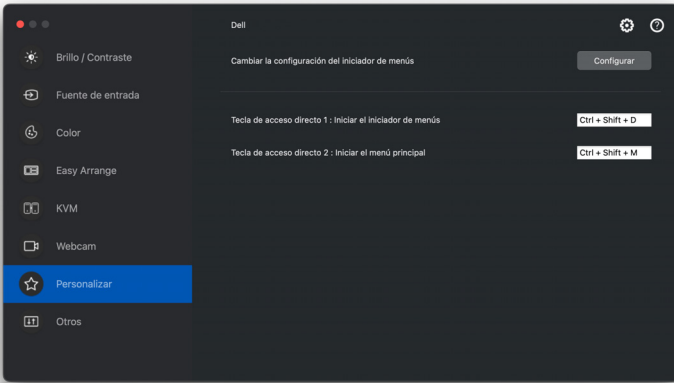 Dell
Brillo / Contraste
Cambiar la configuración del iniciador de menús
Configurar
Fuente de entrada
Color
Tecla de acceso directo 1 : Iniciar el iniciador de menús
Ctrl + Shift + D
Easy Arrange
Tecla de acceso directo 2 : Iniciar el menú principal
Ctrl + Shift + M
KVM
Webcam
Personalizar
Otros